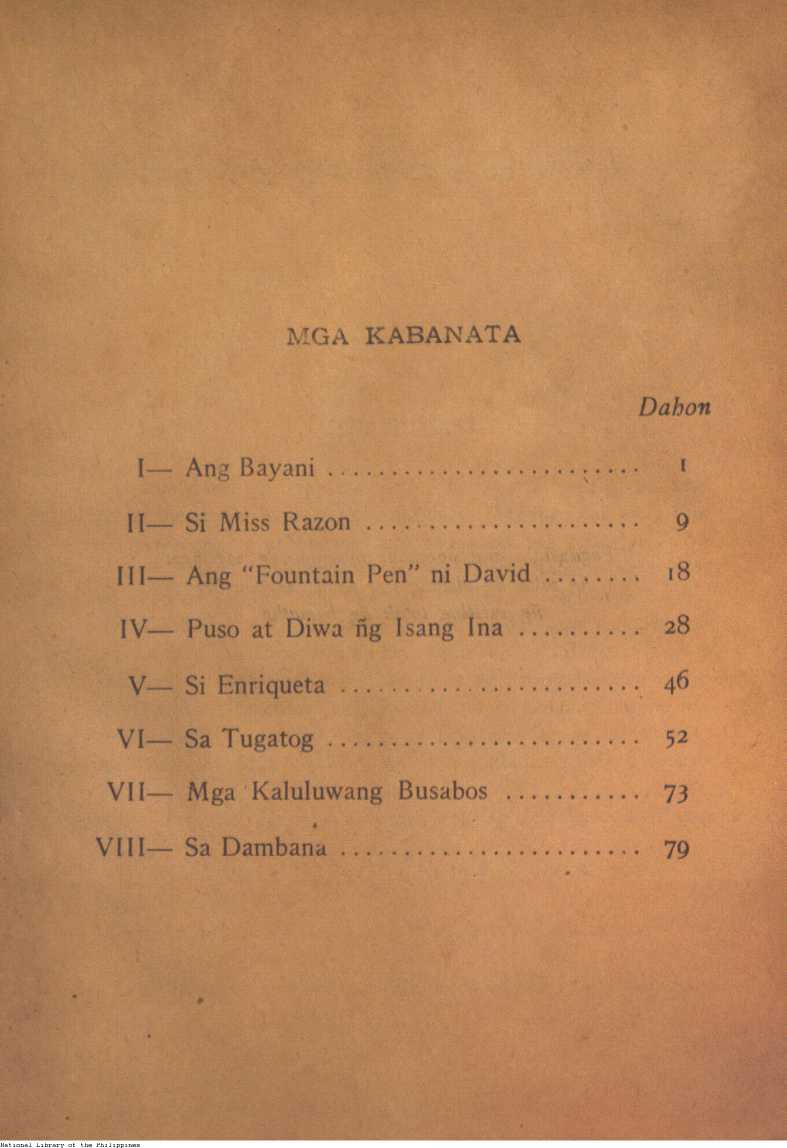 MGA KABANATA
Dahon
I— Ang Bayani ......................... 1
II— Si Miss Razon ...................... 9
III— Ang “Fountain Pen” ni David ........ 18
IV— Puso at Diwa ñg Isang Ina .......... 28
V— Si Enriqueta ........................ 46
VI— Sa Tugatog ......................... 52
VII— Mga Kaluluwang Busabos ........... 73
VIII— Sa Dambana ........................ 79
National Library of the Philippines